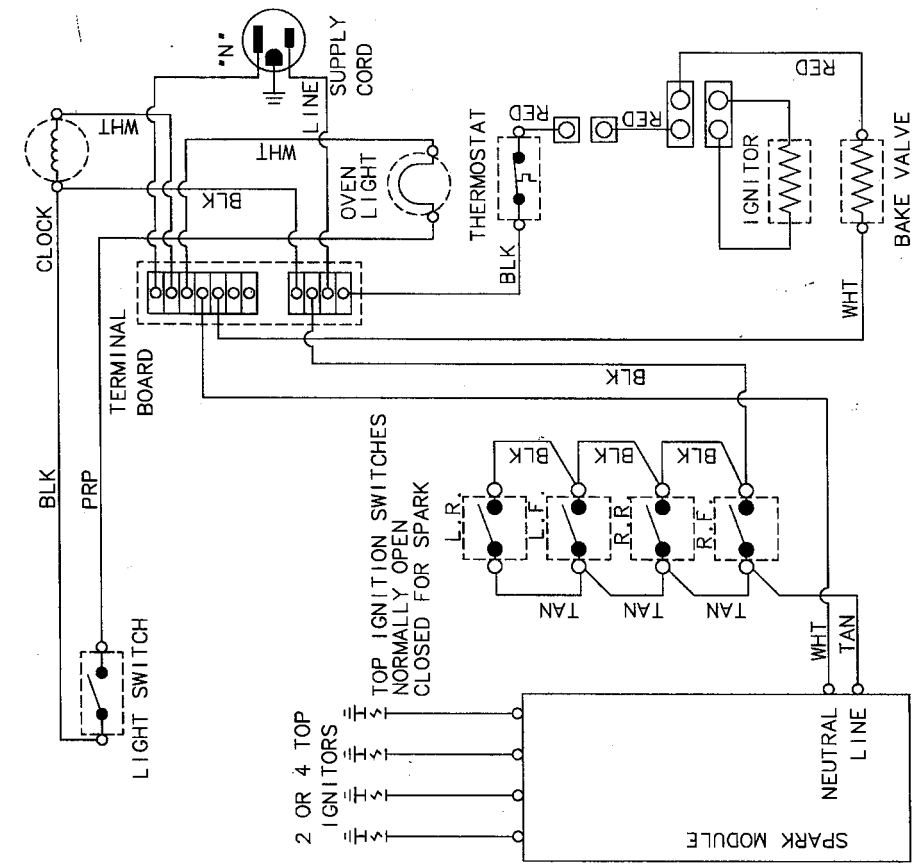 "N"
SUPPLY
CORD
LINE
WHT
WHT
BLK
CLOCK
OVEN
LIGHT
THERMOSTAT
RED
RED
RED
IGNITOR
BAKE VALVE
BLK
WHT
TERMINAL
BOARD
BLK
BLK
PRP
TOP IGNITION SWITCHES
NORMALLY OPEN
CLOSED FOR SPARK
BLK
BLK
BLK
L.R.
L.F.
R.R.
R.F.
TAN
TAN
TAN
WHT
TAN
LIGHT SWITCH
2 OR 4 TOP
IGNITORS
NEUTRAL
LINE
SPARK MODULE